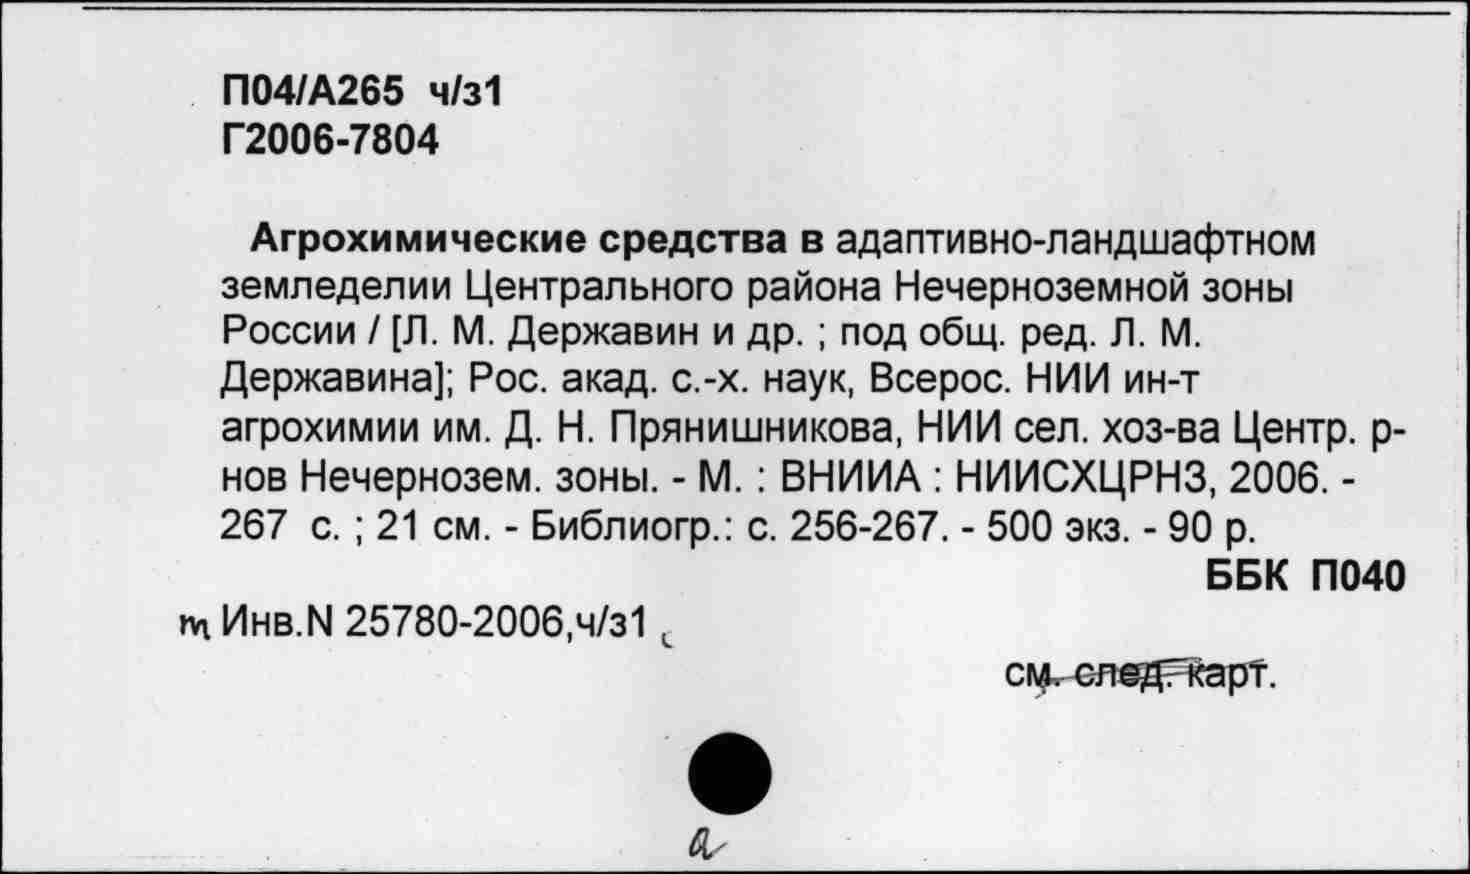 П04/А265 ч/з1
Г2006-7804
Агрохимические средства в адаптивно-ландшафтном
земледелии Центрального района Нечерноземной зоны
России / [Л. М. Державин и др. ; под общ. ред. Л. М.
Державина]; Рос. акад. с.-х. наук, Всерос. НИИ ин-т
агрохимии им. Д. Н. Прянишникова, НИИ сел. хоз-ва Центр. р-
нов Нечернозем. зоны. - М. : ВНИИА : НИИСХЦРНЗ, 2006. -
267 с. ; 21 см. - Библиогр.: с. 256-267. - 500 экз. - 90 р.
ББК П040
т Инв.N 25780-2006,ч/з1 с
см. след. карт.
а